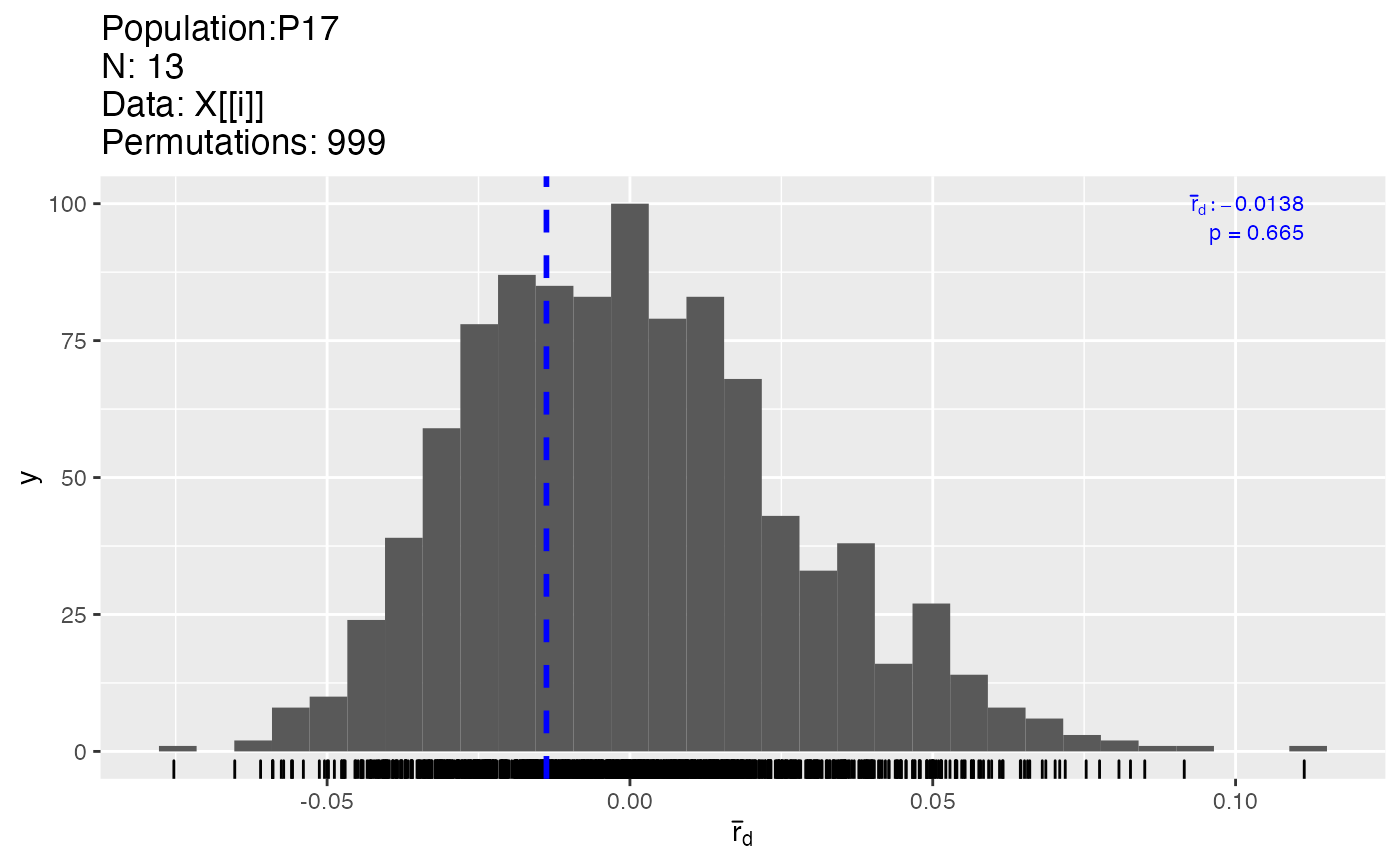 Population:P17
N: 13
Data: X[[i]]
Permutations: 999
r̄d : −0.0138
p = 0.665
100
75
50
25
0
y
-0.05 0.00 0.05 0.10
r̄d